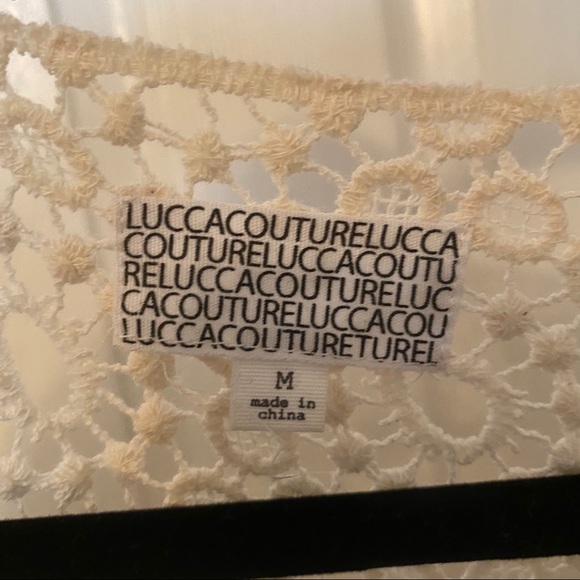 LUCCACOUTURELUCCA
COUTURELUCCACOUTU
RELUCCACOUTURELUC
CACOUTURELUCCACOU
LUCCACOUTURETUREL
M
made in
china